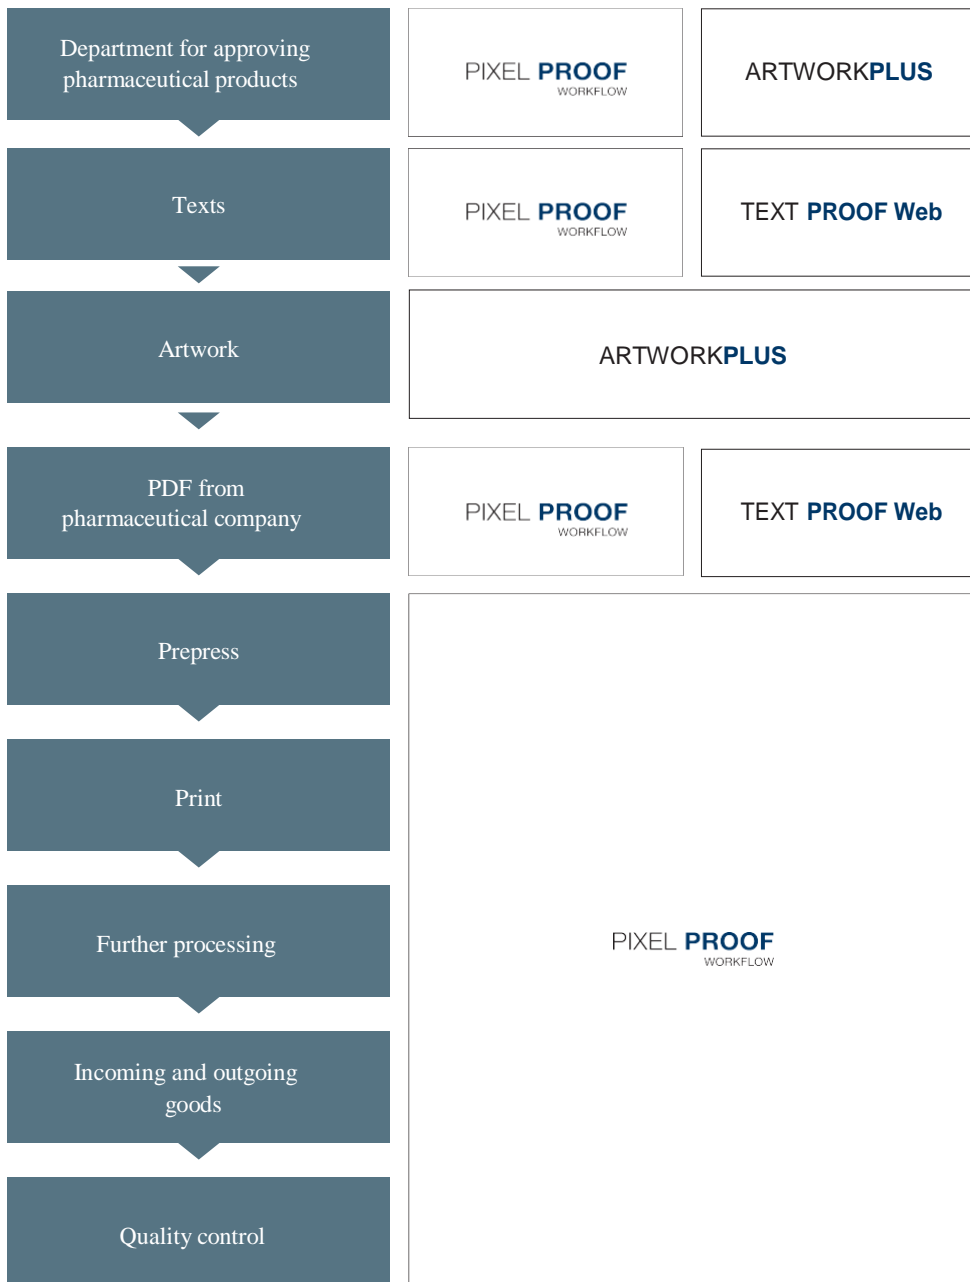 Department for approving
pharmaceutical products
PIXEL PROOF
WORKFLOW
ARTWORKPLUS
Texts
PIXEL PROOF
WORKFLOW
TEXT PROOF Web
Artwork
ARTWORKPLUS
PDF from
pharmaceutical company
PIXEL PROOF
WORKFLOW
TEXT PROOF Web
Prepress
Print
Further processing
PIXEL PROOF
WORKFLOW
Incoming and outgoing
goods
Quality control